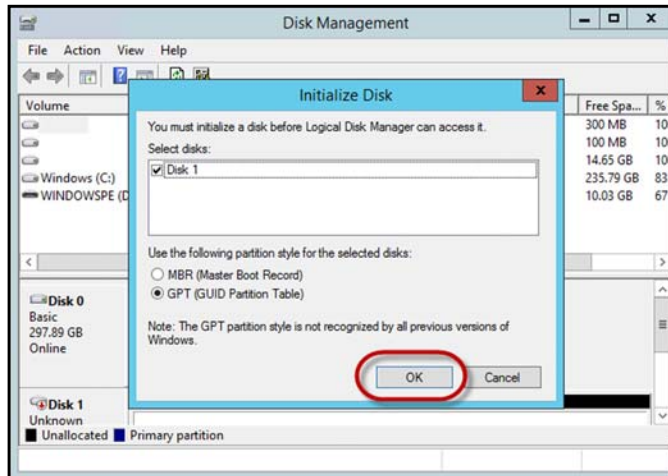 Disk Management
File Action View Help
Volume
Free Spa... %
300 MB 10
100 MB 10
14.65 GB 10
Windows (C:) 235.79 GB 83
WINDOWSPE (D 10.03 GB 67
Initialize Disk
You must initialize a disk before Logical Disk Manager can access it.
Select disks:
Disk 1
Use the following partition style for the selected disks:
MBR (Master Boot Record)
GPT (GUID Partition Table)
Note: The GPT partition style is not recognized by all previous versions of
Windows.
OK Cancel
Disk 0
Basic
297.89 GB
Online
Disk 1
Unknown
Unallocated Primary partition